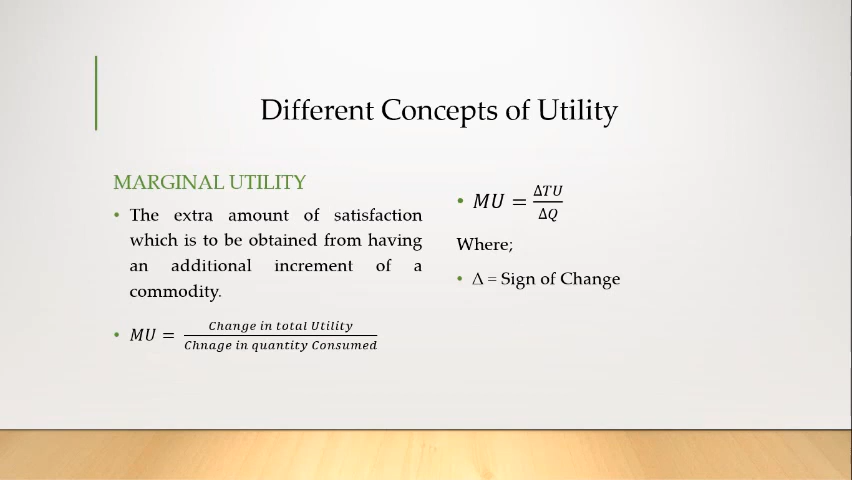 Different Concepts of Utility
MARGINAL UTILITY
• The extra amount of satisfaction
which is to be obtained from having
an additional increment of a
commodity.
• MU = Change in total Utility / Chnage in quantity Consumed
• MU = ΔTU / ΔQ
Where;
• Δ = Sign of Change